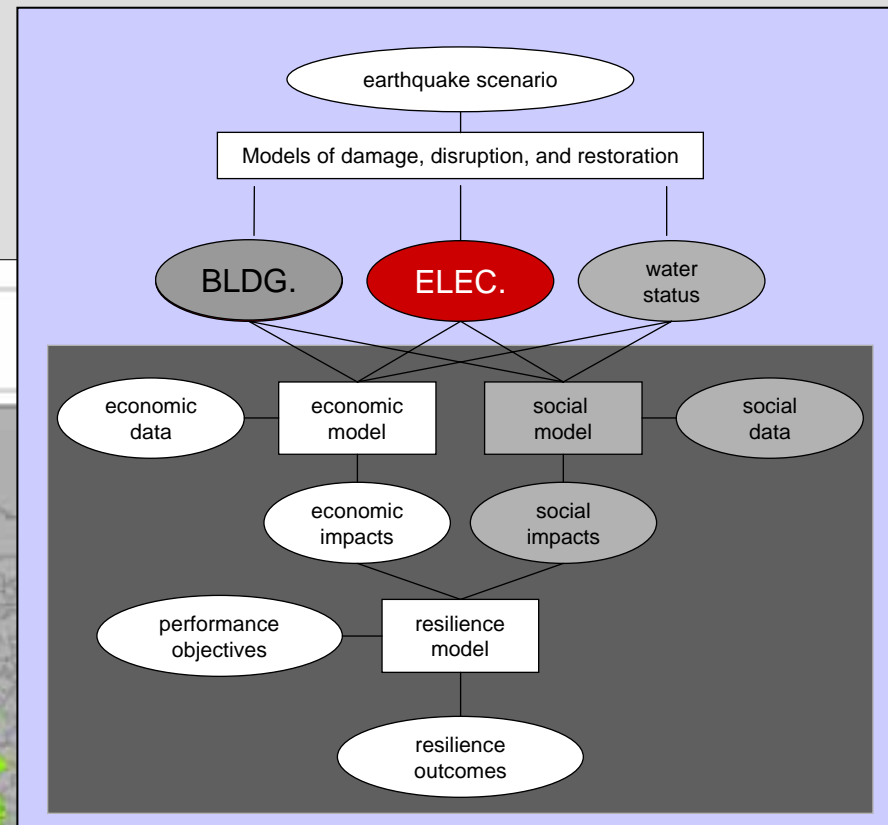 earthquake scenario
Models of damage, disruption, and restoration
BLDG.
ELEC.
water
status
economic
data
economic
model
social
model
social
data
economic
impacts
social
impacts
performance
objectives
resilience
model
resilience
outcomes